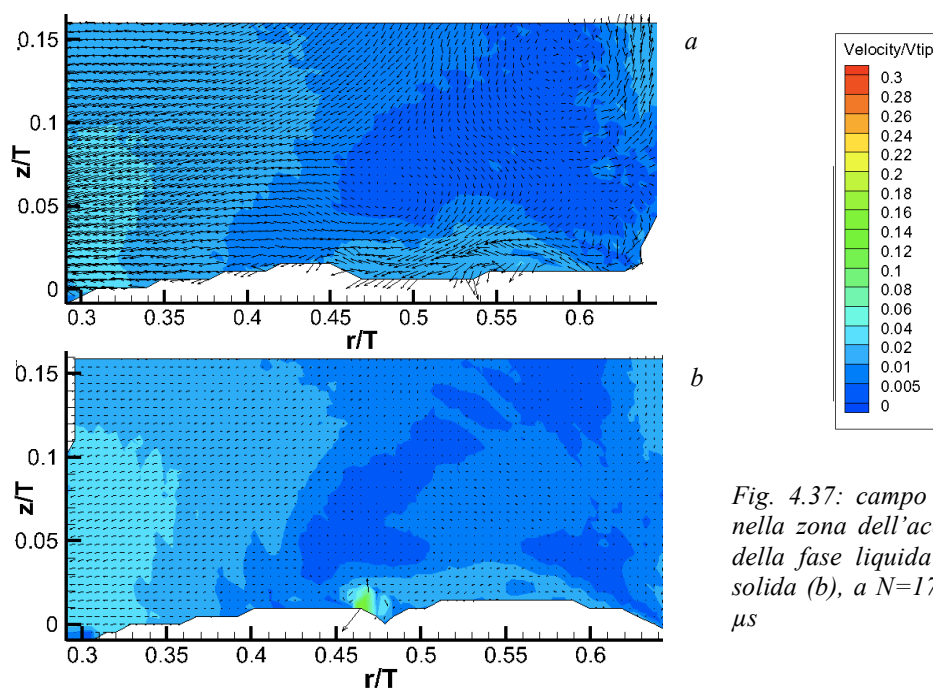 0.15
0.1
0.05
0
z/T
0.3 0.35 0.4 0.45 0.5 0.55 0.6
r/T
a
0.15
0.1
0.05
0
z/T
0.3 0.35 0.4 0.45 0.5 0.55 0.6
r/T
b
Velocity/Vtip
0.3
0.28
0.26
0.24
0.22
0.2
0.18
0.16
0.14
0.12
0.1
0.08
0.06
0.04
0.02
0.01
0.005
0
Fig. 4.37: campo
nella zona dell'ac
della fase liquida
solida (b), a N=17
µs